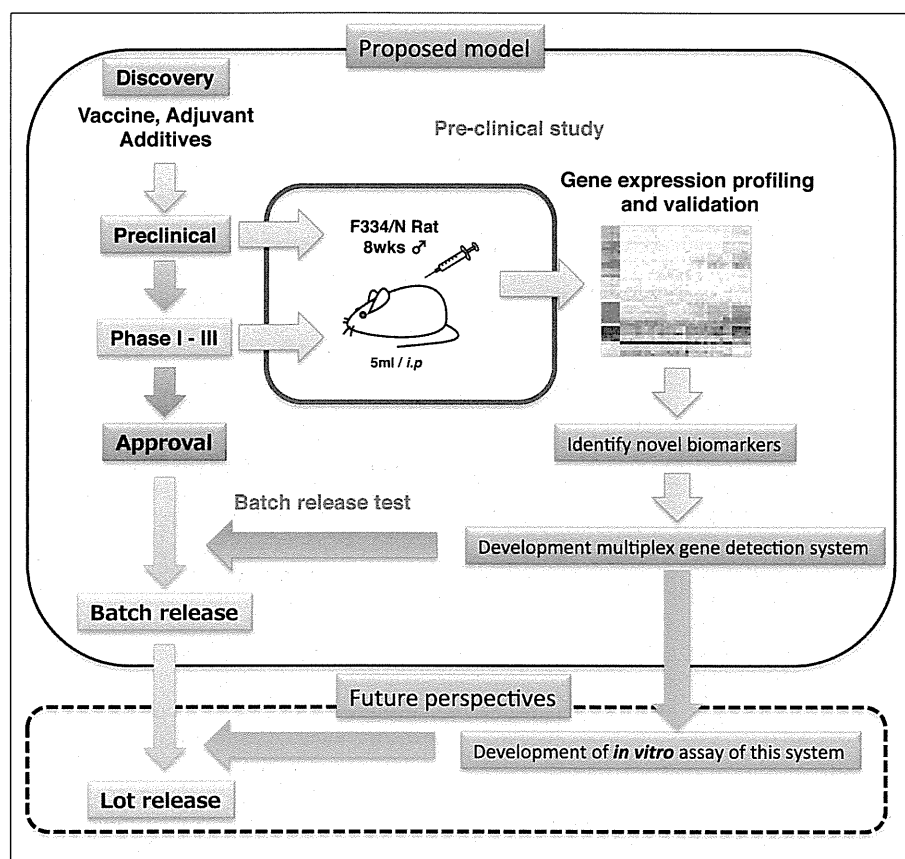 Proposed model
Discovery
Vaccine, Adjuvant
Additives
Pre-clinical study
Gene expression profiling
and validation
Preclinical
F334/N Rat
8wks ♂
5ml / i.p
Phase I - III
Approval
Identify novel biomarkers
Batch release test
Development multiplex gene detection system
Batch release
Future perspectives
Development of in vitro assay of this system
Lot release